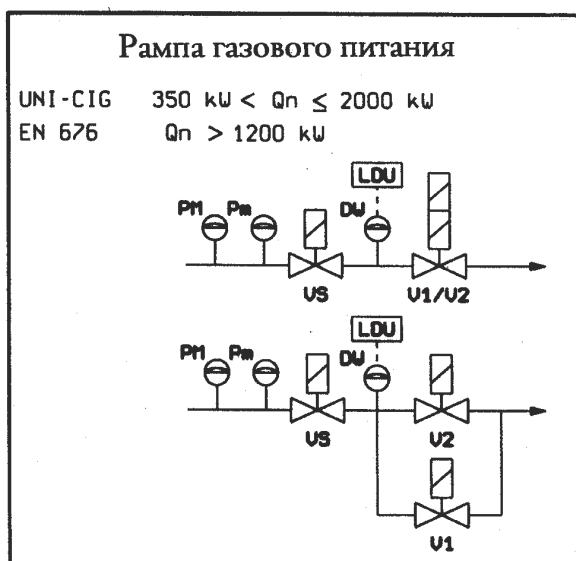 Рампа газового питания
UNI-CIG 350 kW < Qn ≤ 2000 kW
EN 676 Qn > 1200 kW
LDU
PM Pm DW
VS V1/V2
LDU
PM Pm DW
VS V2
V1